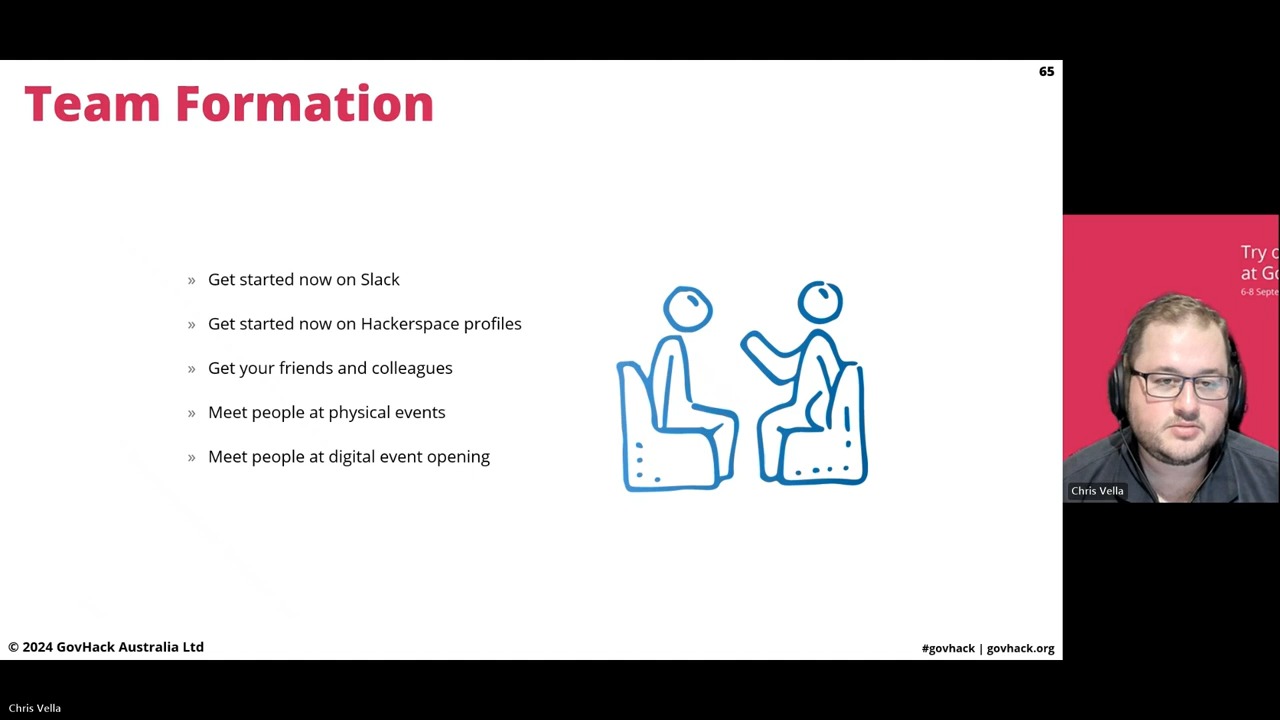 65
Team Formation
» Get started now on Slack
» Get started now on Hackerspace profiles
» Get your friends and colleagues
» Meet people at physical events
» Meet people at digital event opening
© 2024 GovHack Australia Ltd
#govhack | govhack.org
Try
at
6-8
Chris Vella
Chris Vella